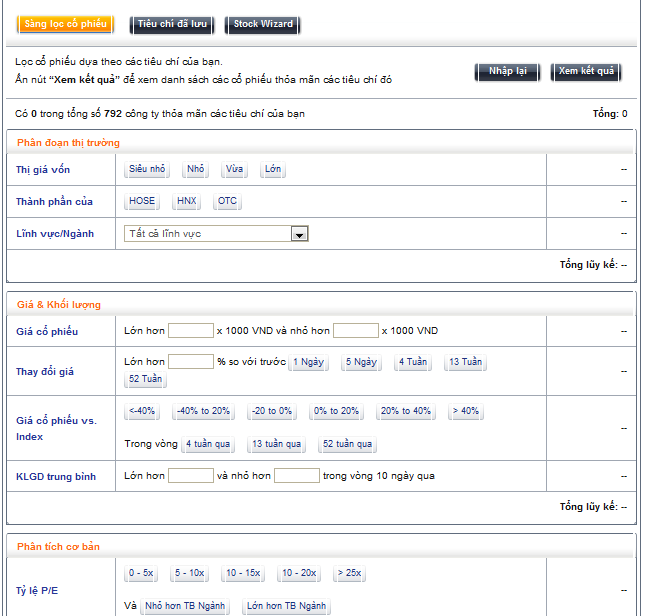 Sàng lọc cổ phiếu Tiêu chí đã lưu Stock Wizard
Lọc cổ phiếu dựa theo các tiêu chí của bạn.
Ấn nút “Xem kết quả” để xem danh sách các cổ phiếu thỏa mãn các tiêu chí đó
Nhập lại Xem kết quả
Có 0 trong tổng số 792 công ty thỏa mãn các tiêu chí của bạn Tổng: 0
Phân đoạn thị trường
Thị giá vốn Siêu nhỏ Nhỏ Vừa Lớn --
Thành phần của HOSE HNX OTC --
Lĩnh vực/Ngành Tất cả lĩnh vực --
Tổng lũy kế: --
Giá & Khối lượng
Giá cổ phiếu Lớn hơn x 1000 VND và nhỏ hơn x 1000 VND --
Thay đổi giá Lớn hơn % so với trước 1 Ngày 5 Ngày 4 Tuần 13 Tuần
52 Tuần --
Giá cổ phiếu vs. Index <-40% -40% to 20% -20 to 0% 0% to 20% 20% to 40% > 40%
Trong vòng 4 tuần qua 13 tuần qua 52 tuần qua --
KLGD trung bình Lớn hơn và nhỏ hơn trong vòng 10 ngày qua --
Tổng lũy kế: --
Phân tích cơ bản
Tỷ lệ P/E 0 - 5x 5 - 10x 10 - 15x 10 - 20x > 25x --
Và Nhỏ hơn TB Ngành Lớn hơn TB Ngành